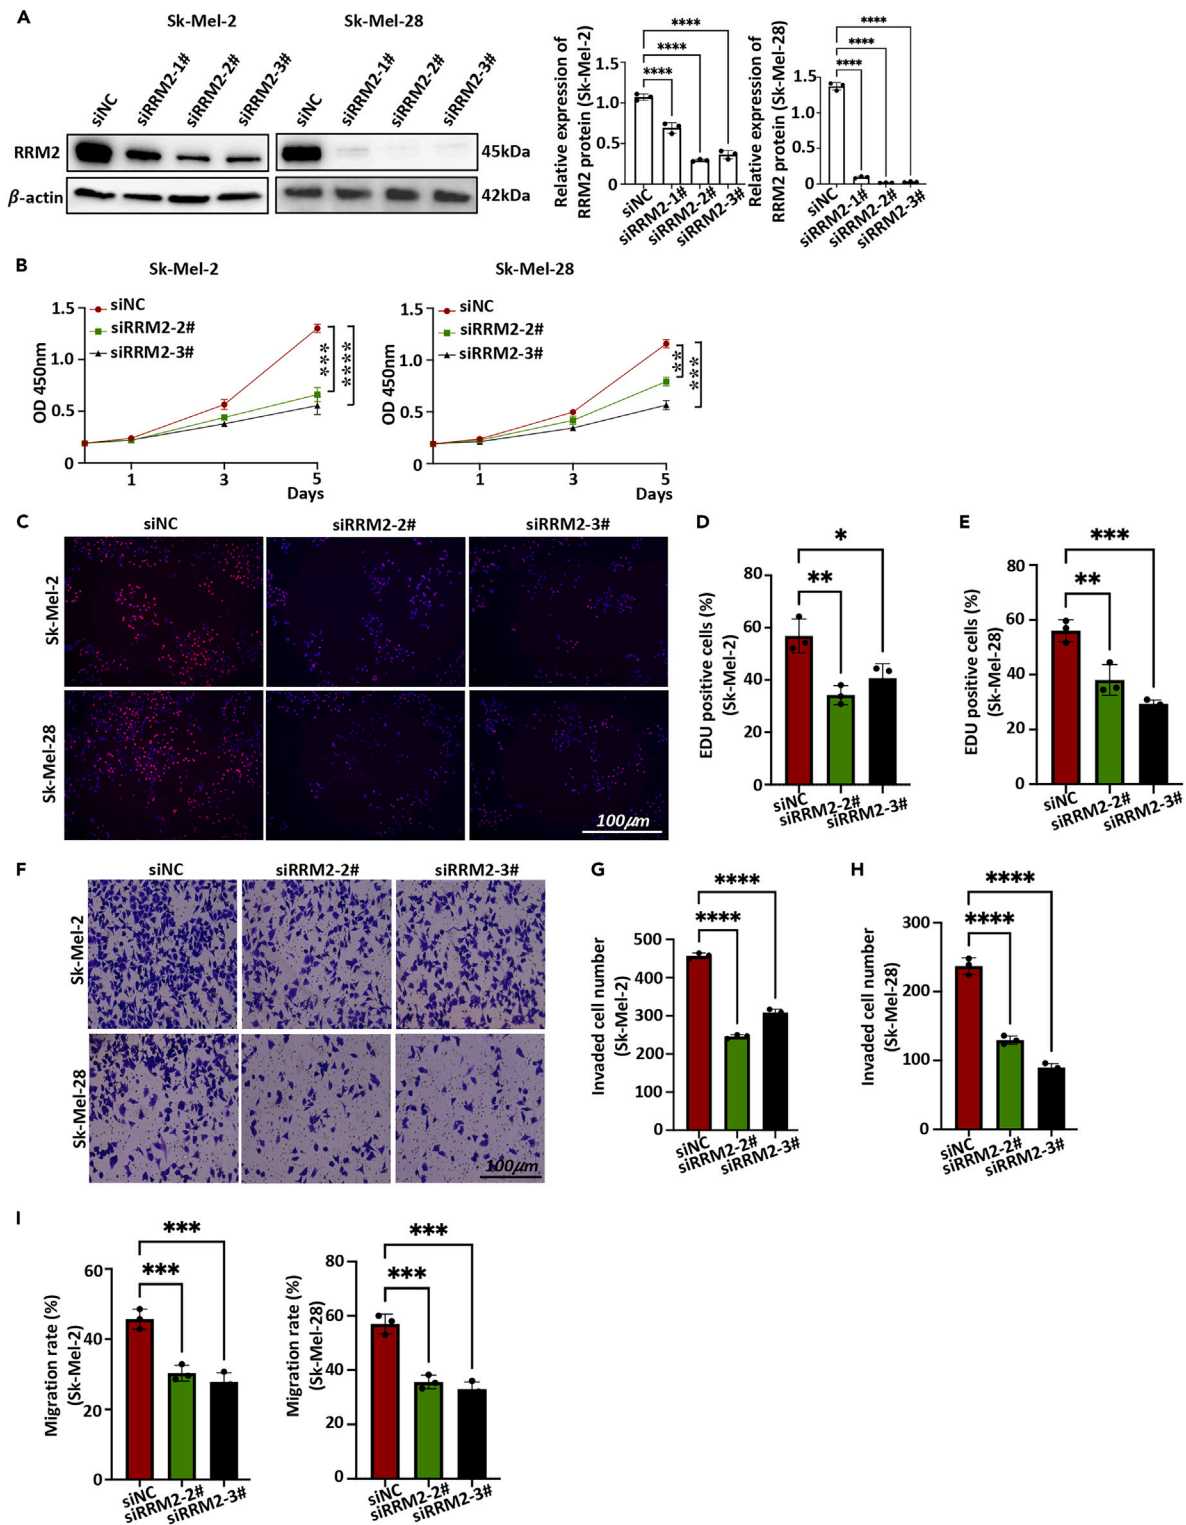 A
Sk-Mel-2
Sk-Mel-28
siNC
siRRM2-1#
siRRM2-2#
siRRM2-3#
siNC
siRRM2-1#
siRRM2-2#
siRRM2-3#
RRM2
45kDa
β-actin
42kDa
Relative expression of
RRM2 protein (Sk-Mel-2)
****
****
****
1.5
1.0
0.5
0
siNC
siRRM2-1#
siRRM2-2#
siRRM2-3#
Relative expression of
RRM2 protein (Sk-Mel-28)
****
****
****
1.5
1.0
0.5
0
siNC
siRRM2-1#
siRRM2-2#
siRRM2-3#
B
Sk-Mel-2
OD 450nm
1.5
1.0
0.5
0
siNC
siRRM2-2#
siRRM2-3#
****
****
1
3
5
Days
Sk-Mel-28
OD 450nm
1.5
1.0
0.5
0
siNC
siRRM2-2#
siRRM2-3#
**
***
1
3
5
Days
C
siNC
siRRM2-2#
siRRM2-3#
Sk-Mel-2
Sk-Mel-28
100μm
D
EDU positive cells (%)
(Sk-Mel-2)
*
**
80
60
40
20
0
siNC
siRRM2-2#
siRRM2-3#
E
EDU positive cells (%)
(Sk-Mel-28)
***
**
80
60
40
20
0
siNC
siRRM2-2#
siRRM2-3#
F
siNC
siRRM2-2#
siRRM2-3#
Sk-Mel-2
Sk-Mel-28
100μm
G
Invaded cell number
(Sk-Mel-2)
****
****
500
400
300
200
100
0
siNC
siRRM2-2#
siRRM2-3#
H
Invaded cell number
(Sk-Mel-28)
****
****
300
200
100
0
siNC
siRRM2-2#
siRRM2-3#
I
Migration rate (%)
(Sk-Mel-2)
***
***
60
40
20
0
siNC
siRRM2-2#
siRRM2-3#
Migration rate (%)
(Sk-Mel-28)
***
***
80
60
40
20
0
siNC
siRRM2-2#
siRRM2-3#